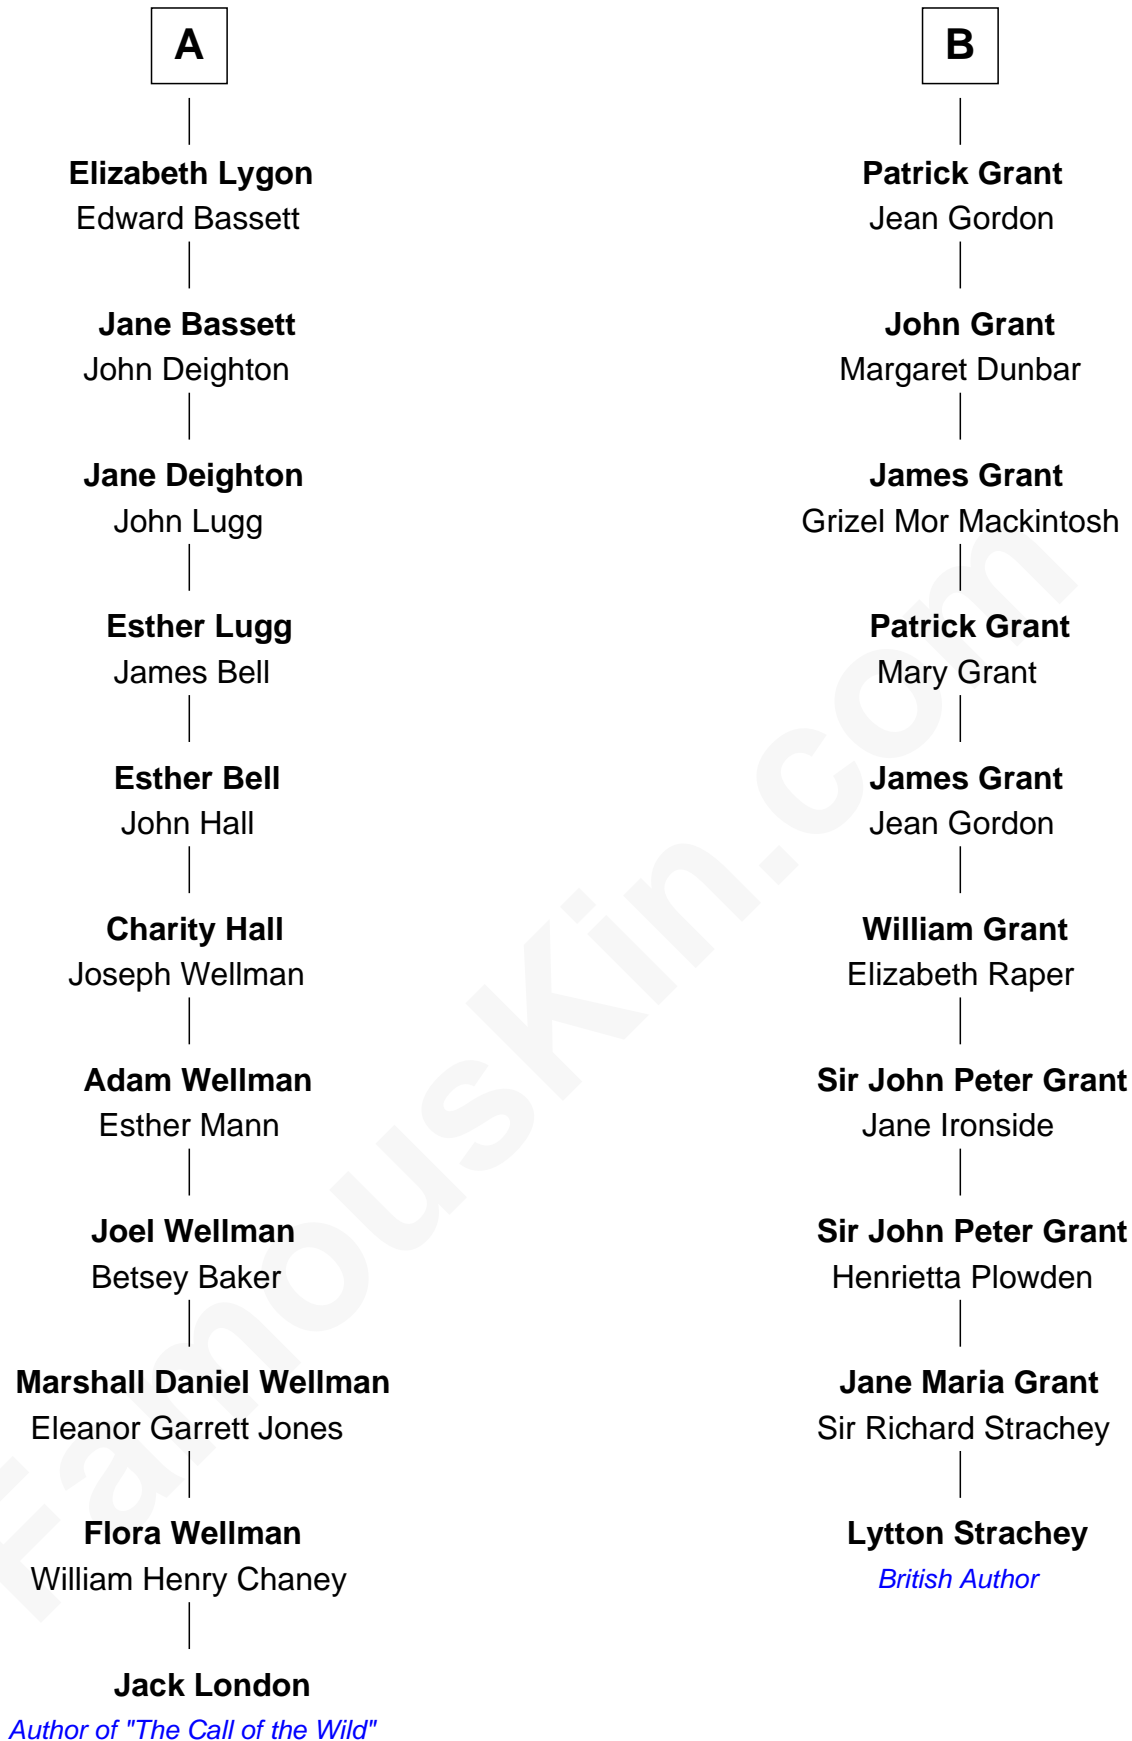 A
Elizabeth Lygon
Edward Bassett
Jane Bassett
John Deighton
Jane Deighton
John Lugg
Esther Lugg
James Bell
Esther Bell
John Hall
Charity Hall
Joseph Wellman
Adam Wellman
Esther Mann
Joel Wellman
Betsey Baker
Marshall Daniel Wellman
Eleanor Garrett Jones
Flora Wellman
William Henry Chaney
Jack London
Author of "The Call of the Wild"
B
Patrick Grant
Jean Gordon
John Grant
Margaret Dunbar
James Grant
Grizel Mor Mackintosh
Patrick Grant
Mary Grant
James Grant
Jean Gordon
William Grant
Elizabeth Raper
Sir John Peter Grant
Jane Ironside
Sir John Peter Grant
Henrietta Plowden
Jane Maria Grant
Sir Richard Strachey
Lytton Strachey
British Author
FamousKin.com